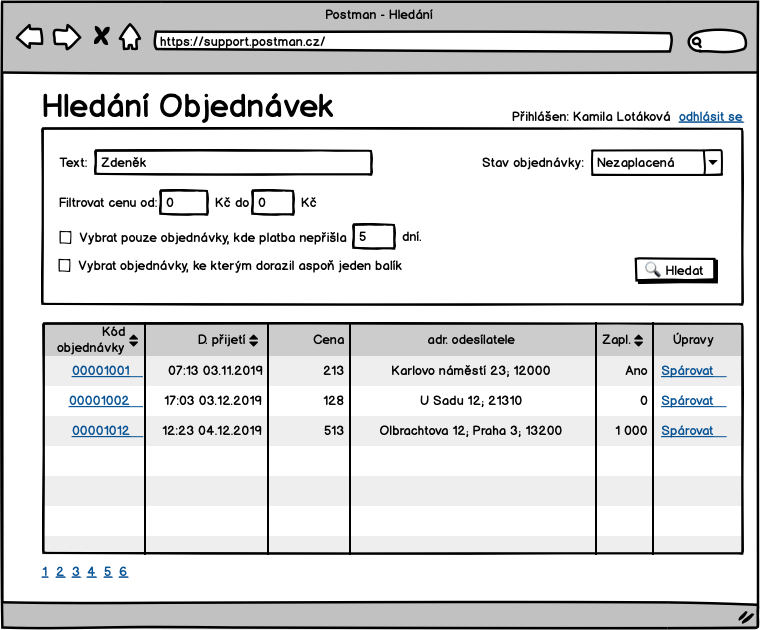 Postman - Hledání
https://support.postman.cz/
Hledání Objednávek
Přihlášen: Kamila Lotáková odhlásit se
Text: Zdeněk Stav objednávky: Nezaplacená
Filtrovat cenu od: 0 Kč do 0 Kč
Vybrat pouze objednávky, kde platba nepřišla 5 dní.
Vybrat objednávky, ke kterým dorazil aspoň jeden balík
Hledat
Kód objednávky D. přijetí Cena adr. odesílatele Zapl. Úpravy
00001001 07:13 03.11.2019 213 Karlovo náměstí 23; 12000 Ano Spárovat
00001002 17:03 03.12.2019 128 U Sadu 12; 21310 0 Spárovat
00001012 12:23 04.12.2019 513 Olbrachtova 12; Praha 3; 13200 1 000 Spárovat
1 2 3 4 5 6